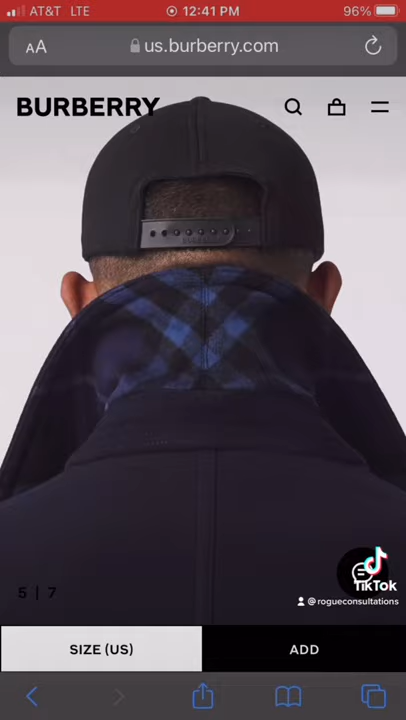 AT&T LTE 12:41 PM 96%
AA us.burberry.com
BURBERRY
5 | 7
TikTok
@rogueconsultations
SIZE (US) ADD